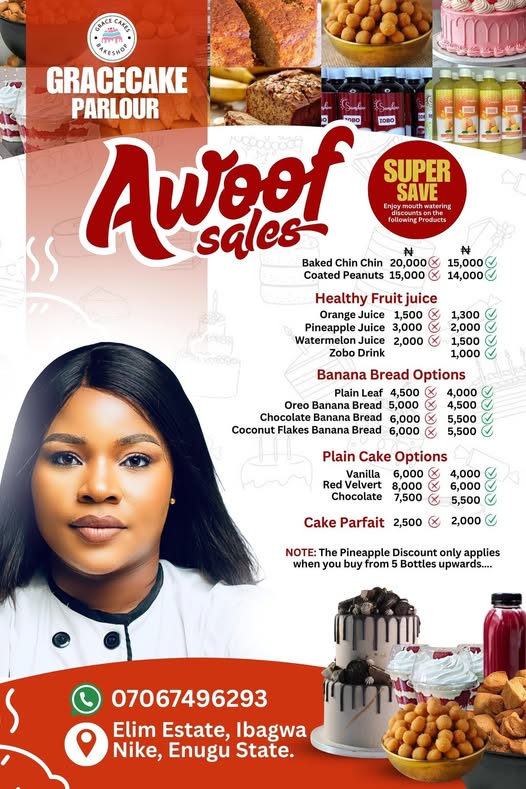 GRACE CAKES
BAKESHOP
GRACECAKE
PARLOUR
Awoof
sales
SUPER
SAVE
Enjoy mouth watering
discounts on the
following Products
₦ ₦
Baked Chin Chin 20,000 15,000
Coated Peanuts 15,000 14,000
Healthy Fruit juice
Orange Juice 1,500 1,300
Pineapple Juice 3,000 2,000
Watermelon Juice 2,000 1,500
Zobo Drink 1,000
Banana Bread Options
Plain Leaf 4,500 4,000
Oreo Banana Bread 5,000 4,500
Chocolate Banana Bread 6,000 5,500
Coconut Flakes Banana Bread 6,000 5,500
Plain Cake Options
Vanilla 6,000 4,000
Red Velvert 8,000 6,000
Chocolate 7,500 5,500
Cake Parfait 2,500 2,000
NOTE: The Pineapple Discount only applies
when you buy from 5 Bottles upwards....
07067496293
Elim Estate, Ibagwa
Nike, Enugu State.
ZOBO